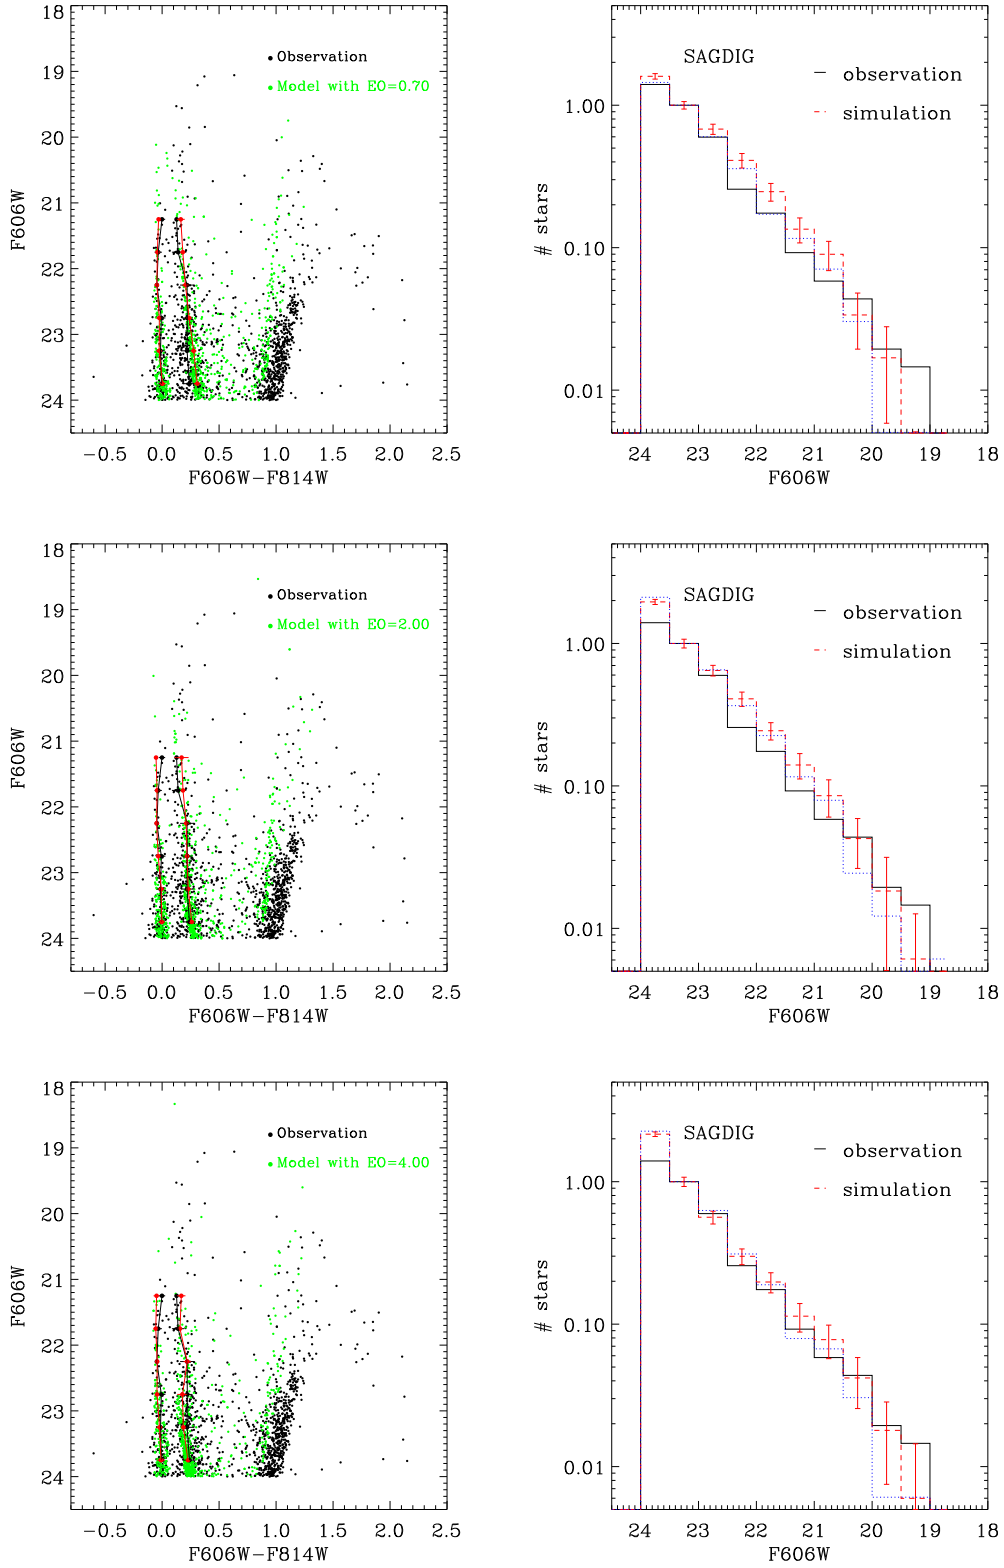 18
19
20
21
22
23
24
F606W
Observation
Model with EO=0.70
−0.5 0.0 0.5 1.0 1.5 2.0 2.5
F606W−F814W
SAGDIG
observation
simulation
1.00
0.10
0.01
# stars
24 23 22 21 20 19 18
F606W
18
19
20
21
22
23
24
F606W
Observation
Model with EO=2.00
−0.5 0.0 0.5 1.0 1.5 2.0 2.5
F606W−F814W
SAGDIG
observation
simulation
1.00
0.10
0.01
# stars
24 23 22 21 20 19 18
F606W
18
19
20
21
22
23
24
F606W
Observation
Model with EO=4.00
−0.5 0.0 0.5 1.0 1.5 2.0 2.5
F606W−F814W
SAGDIG
observation
simulation
1.00
0.10
0.01
# stars
24 23 22 21 20 19 18
F606W